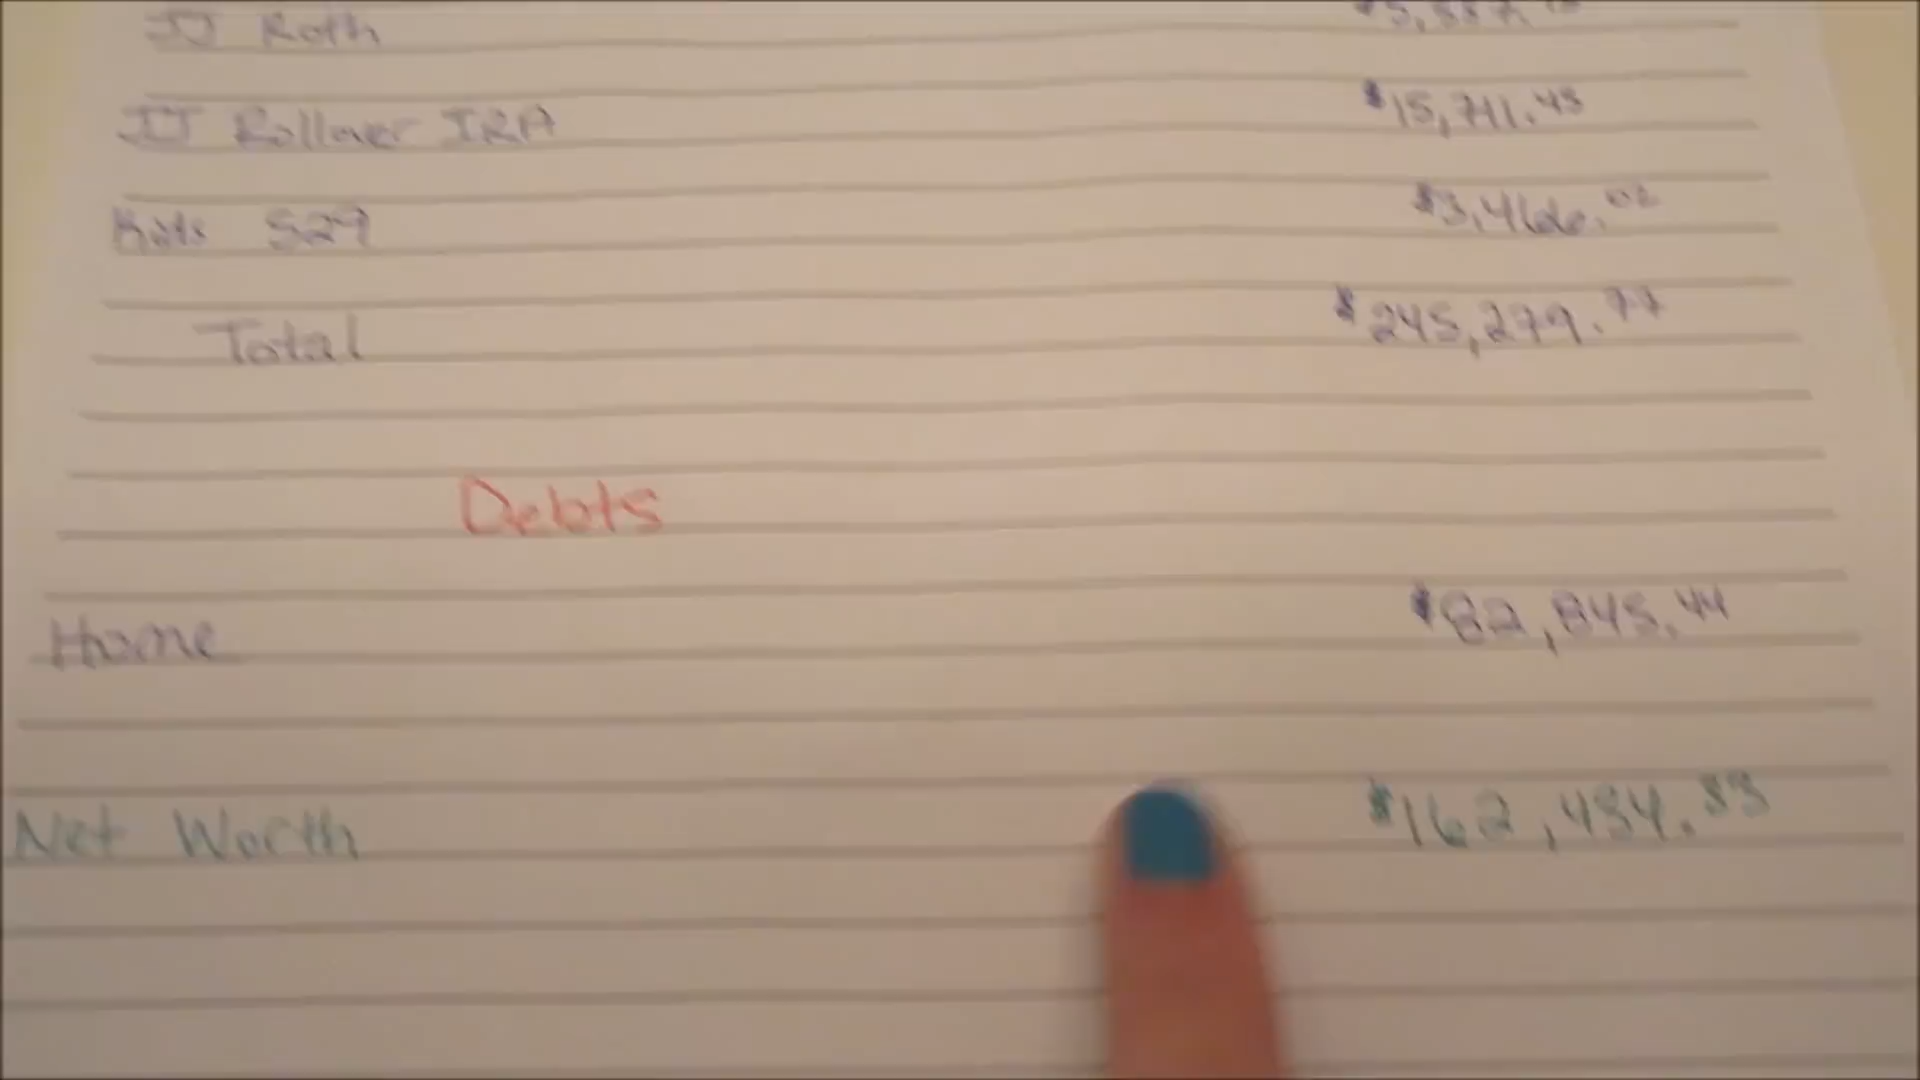 JJ Roth
JJ Rollover IRA $15,741.45
Kids 529 $3,466.02
Total $245,279.77
Debts
Home $82,845.44
Net Worth $162,434.33